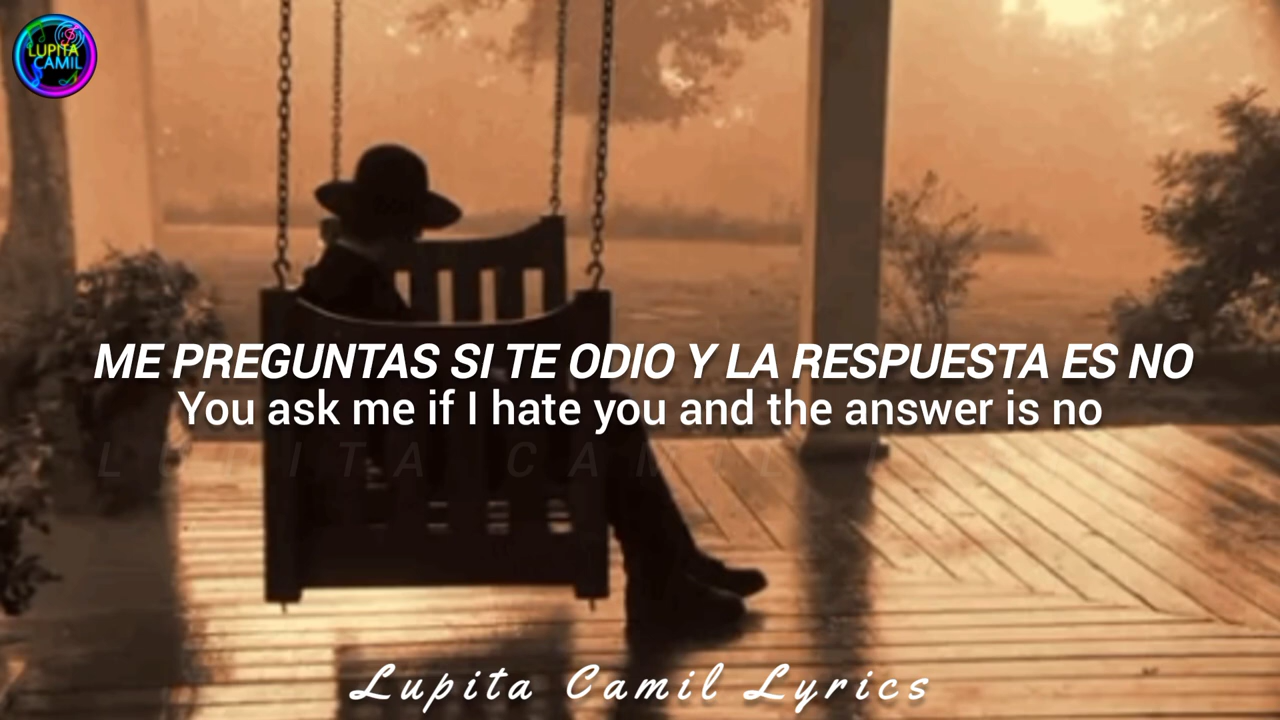 LUPITA
CAMIL
ME PREGUNTAS SI TE ODIO Y LA RESPUESTA ES NO
You ask me if I hate you and the answer is no
LUPITA CAMIL
Lupita Camil Lyrics